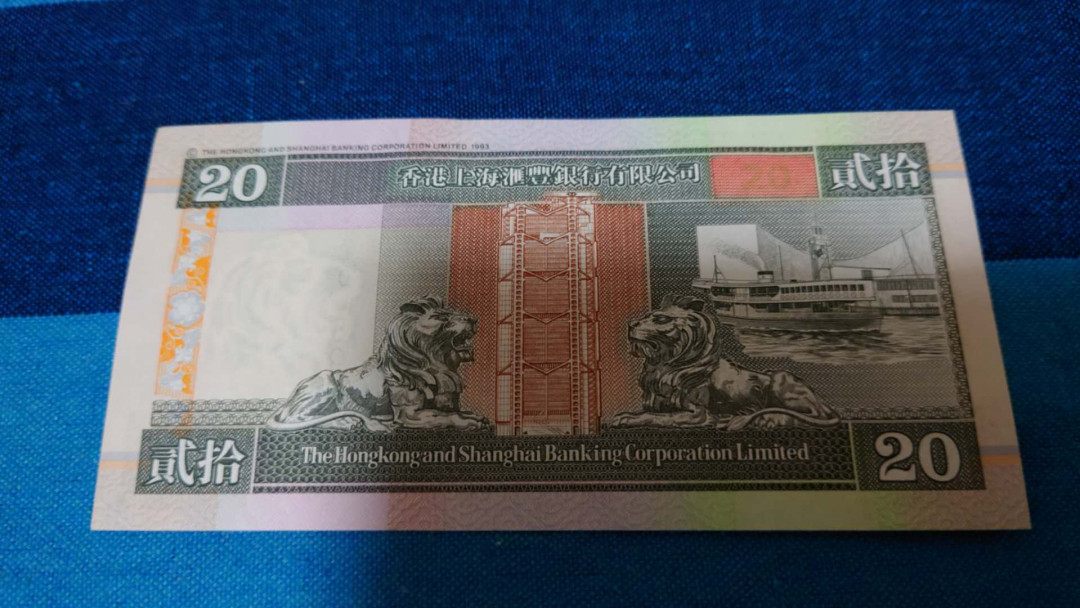 © THE HONGKONG AND SHANGHAI BANKING CORPORATION LIMITED, 1993
20
香港上海滙豐銀行有限公司
20
貳拾
貳拾
The Hongkong and Shanghai Banking Corporation Limited
20